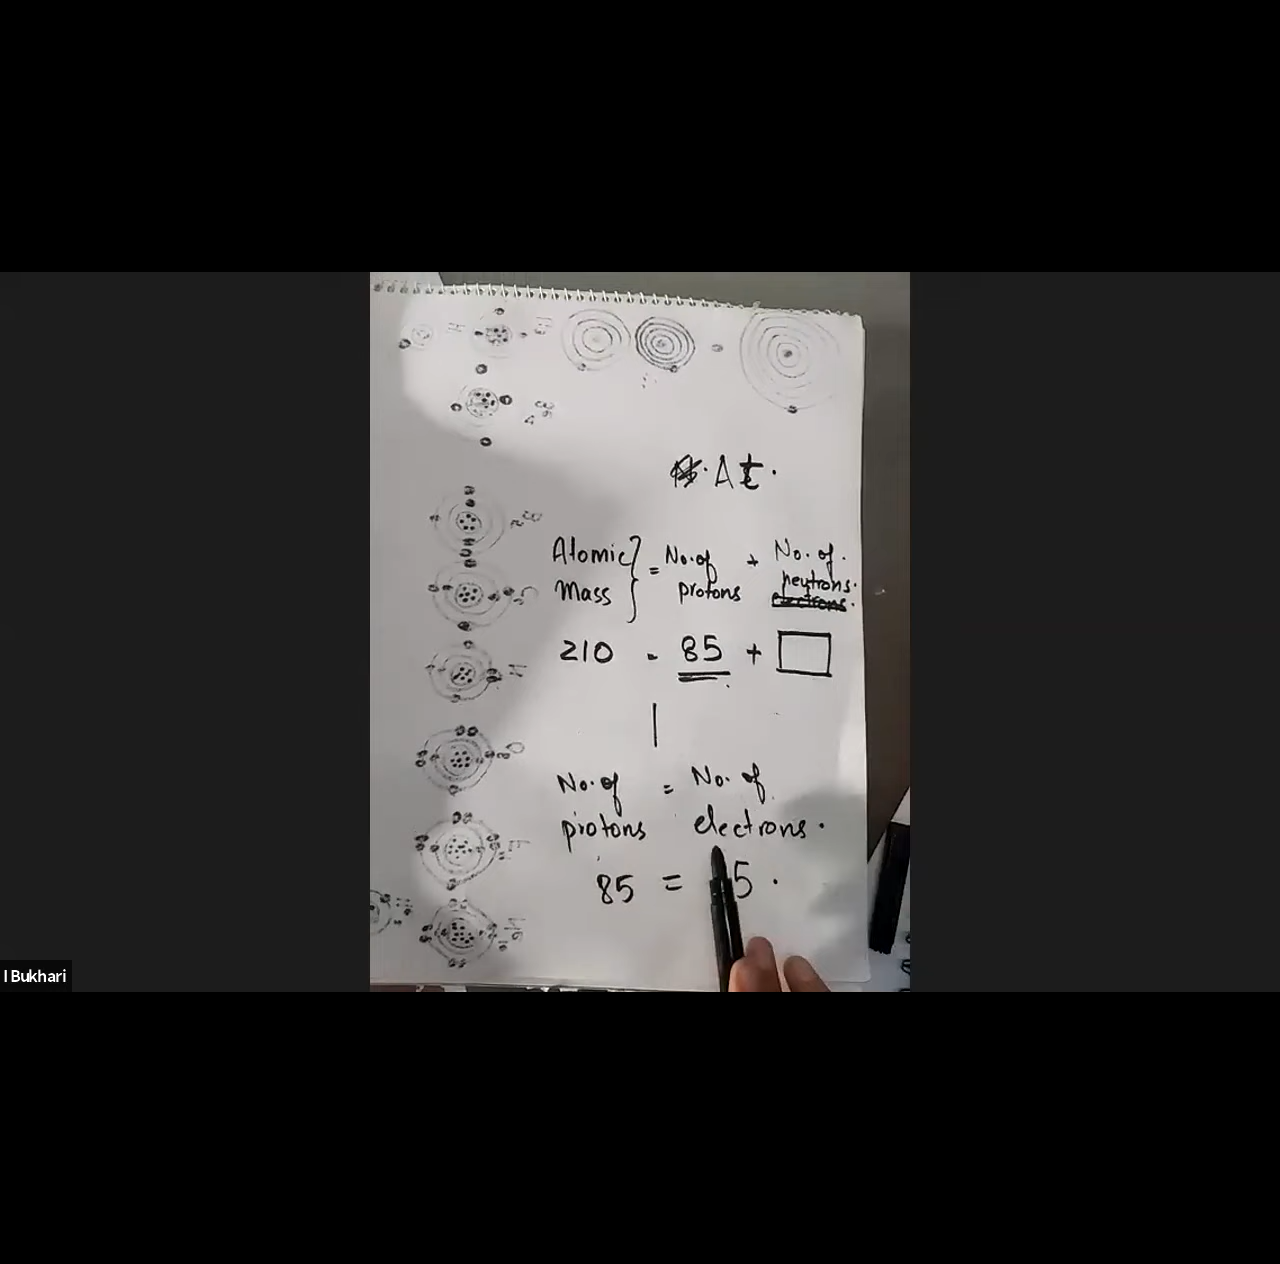 At.
Atomic Mass } = No. of protons + No. of neutrons.
210 = 85 + □
No. of protons = No. of electrons.
85 = 5.
I Bukhari